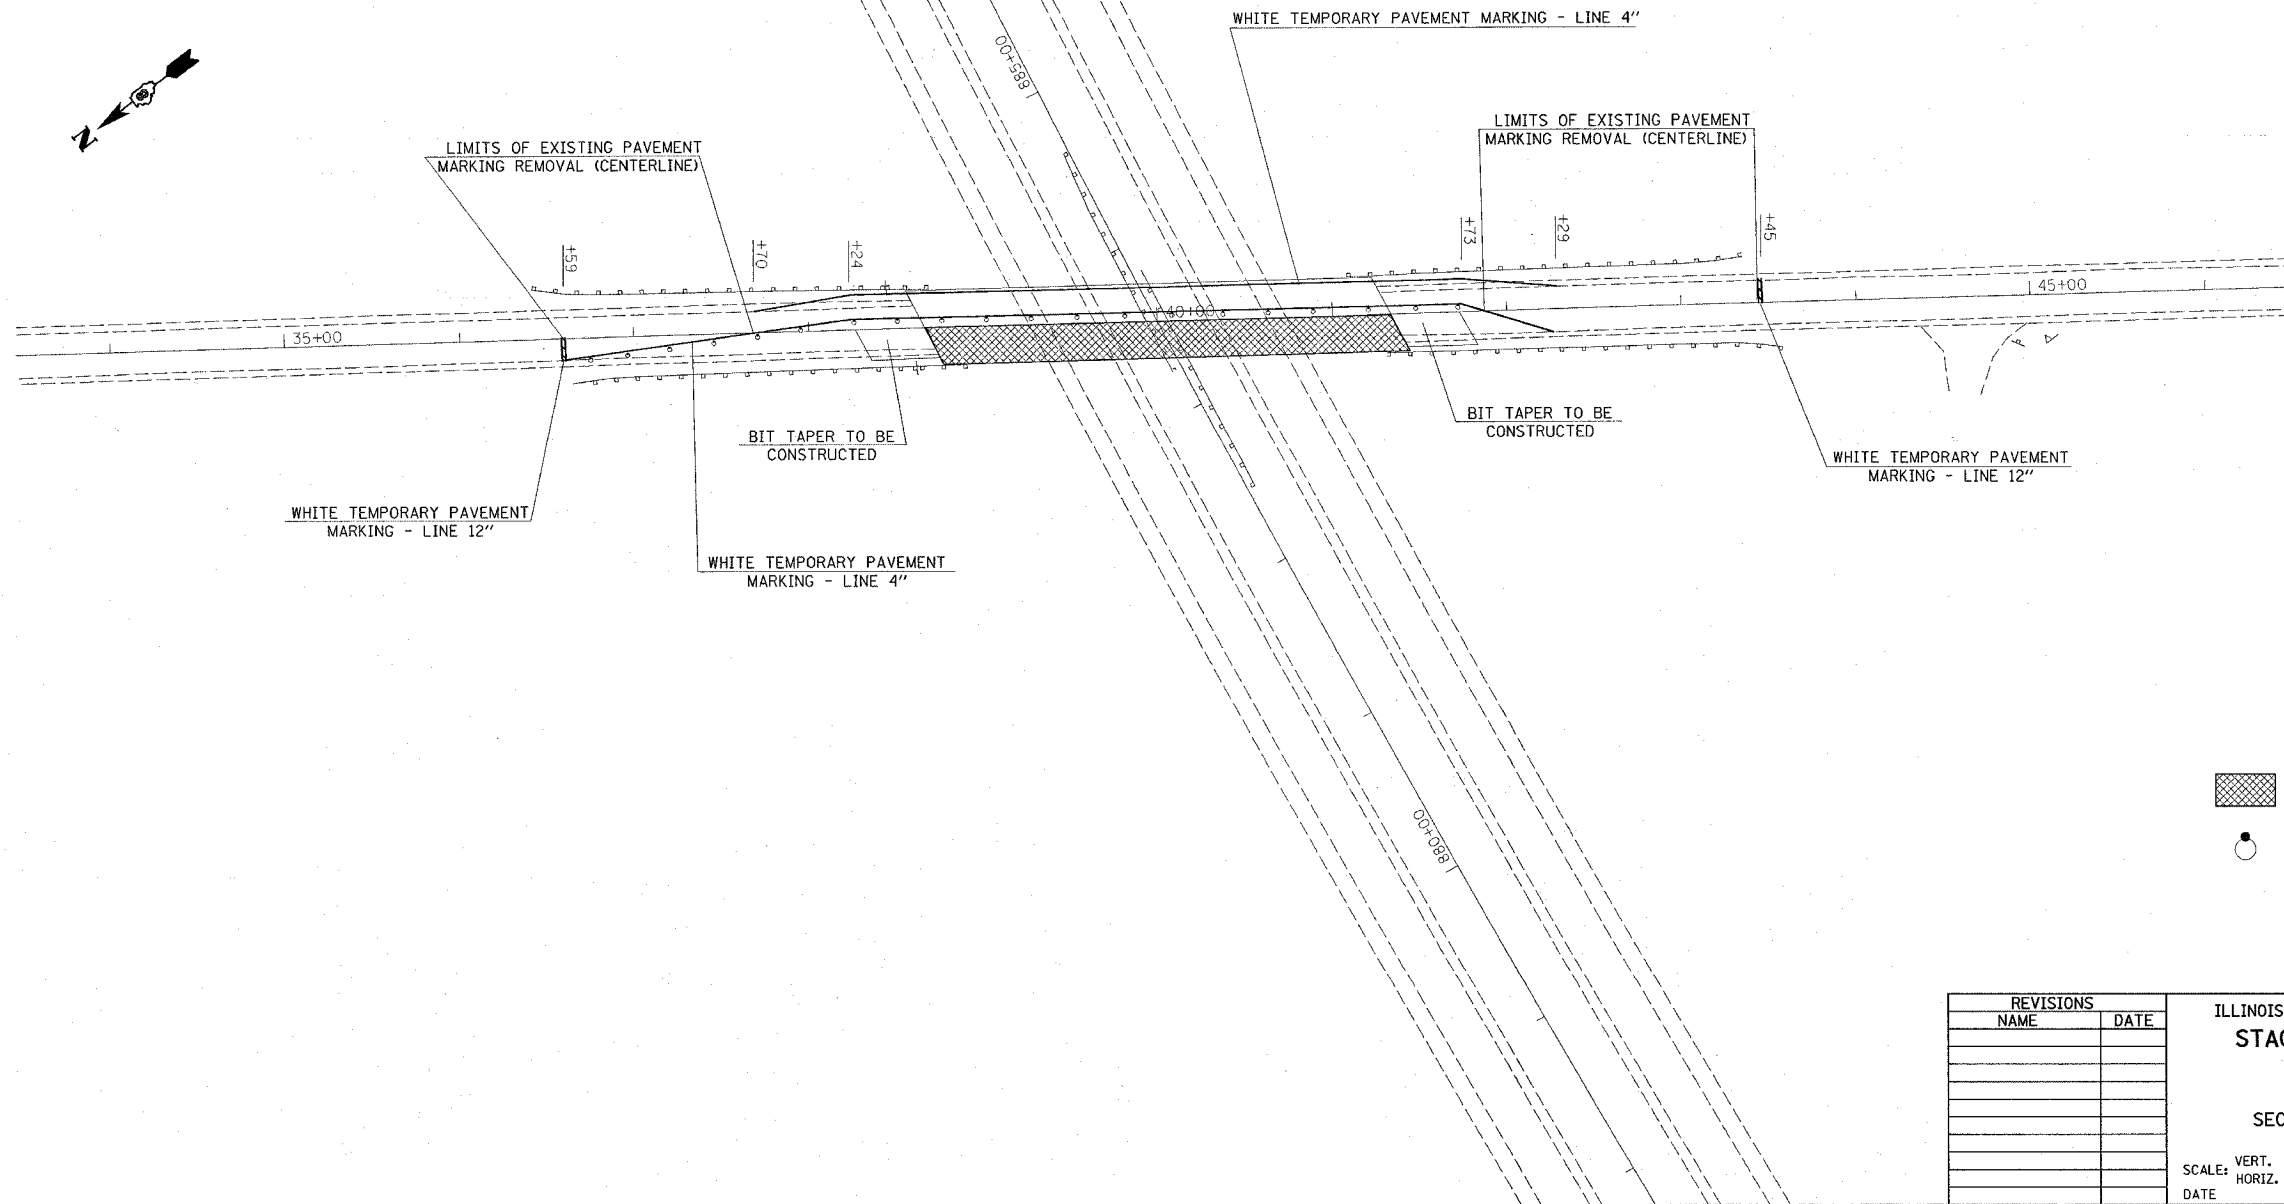 WHITE TEMPORARY PAVEMENT MARKING - LINE 4"
885+00
N
LIMITS OF EXISTING PAVEMENT
MARKING REMOVAL (CENTERLINE)
LIMITS OF EXISTING PAVEMENT
MARKING REMOVAL (CENTERLINE)
+59
+70
+24
+73
+29
+45
35+00
40+00
45+00
BIT TAPER TO BE
CONSTRUCTED
BIT TAPER TO BE
CONSTRUCTED
WHITE TEMPORARY PAVEMENT
MARKING - LINE 12"
WHITE TEMPORARY PAVEMENT
MARKING - LINE 12"
WHITE TEMPORARY PAVEMENT
MARKING - LINE 4"
880+00
REVISIONS
NAME DATE
ILLINOIS
STAG
SEC
SCALE: VERT.
HORIZ.
DATE